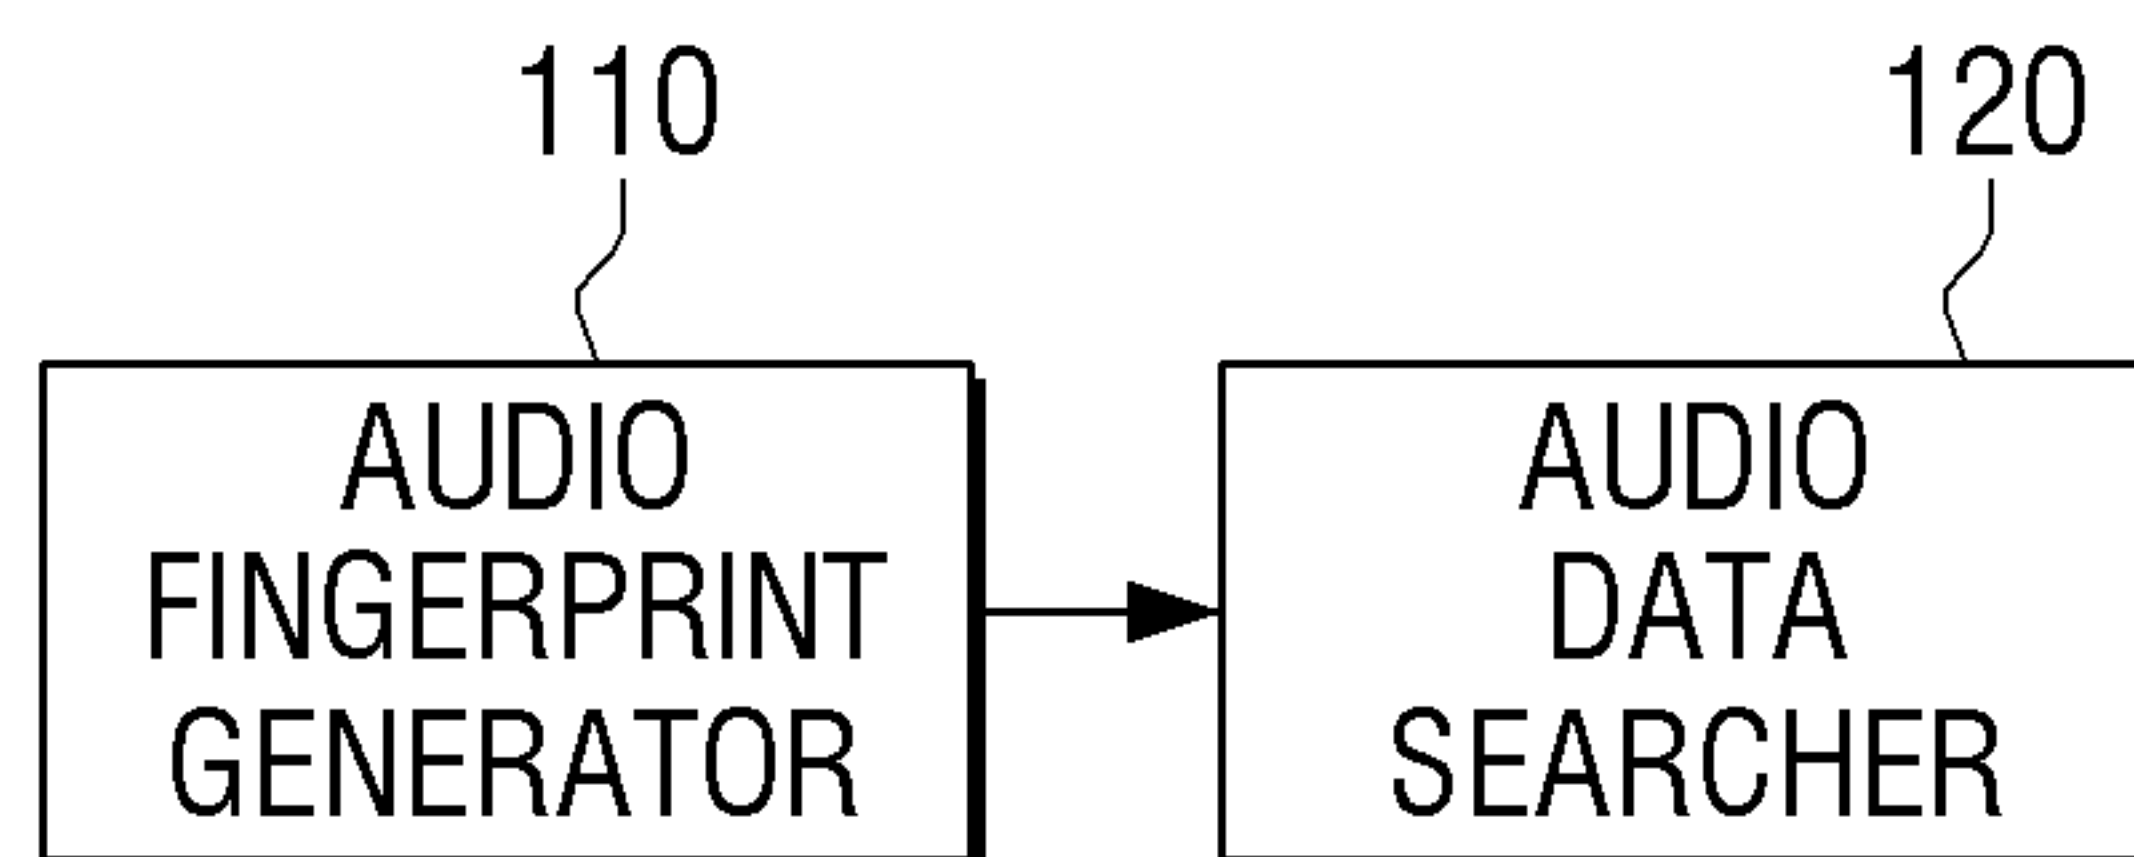 110
120
AUDIO
FINGERPRINT
GENERATOR
AUDIO
DATA
SEARCHER